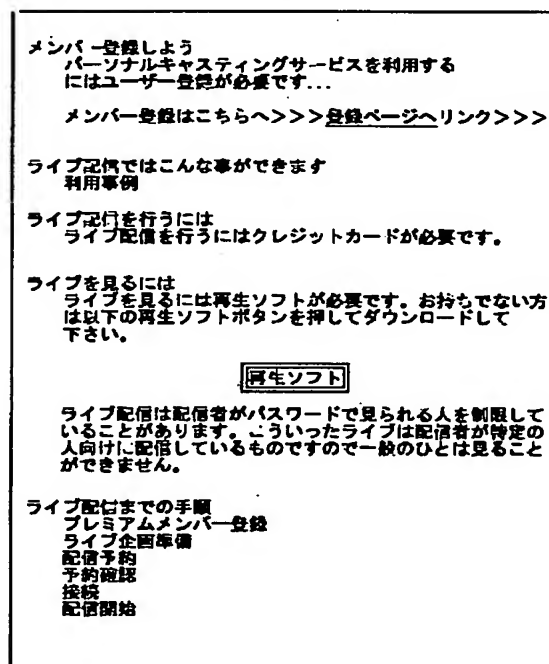 メンバー登録しよう
パーソナルキャスティングサービスを利用する
にはユーザー登録が必要です...
メンバー登録はこちらへ>>>登録ページへリンク>>>
ライブ配信ではこんな事ができます
利用事例
ライブ配信を行うには
ライブ配信を行うにはクレジットカードが必要です。
ライブを見るには
ライブを見るには再生ソフトが必要です。お持ちでない方
は以下の再生ソフトボタンを押してダウンロードして
下さい。
再生ソフト
ライブ配信は配信者がパスワードで見られる人を制限して
いることがあります。こういったライブは配信者が特定の
人向けに配信しているものですので一般のひとは見ること
ができません。
ライブ配信までの手順
プレミアムメンバー登録
ライブ企画準備
配信予約
予約確認
接続
配信開始